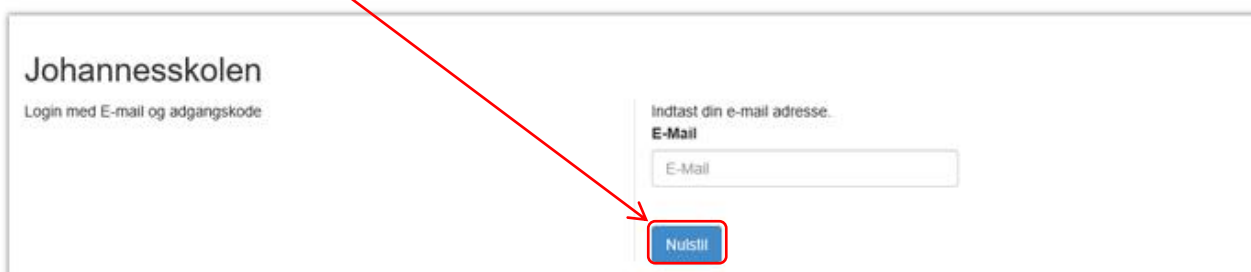 Johannesskolen
Login med E-mail og adgangskode
Indtast din e-mail adresse.
E-Mail
E-Mail
Nulstil